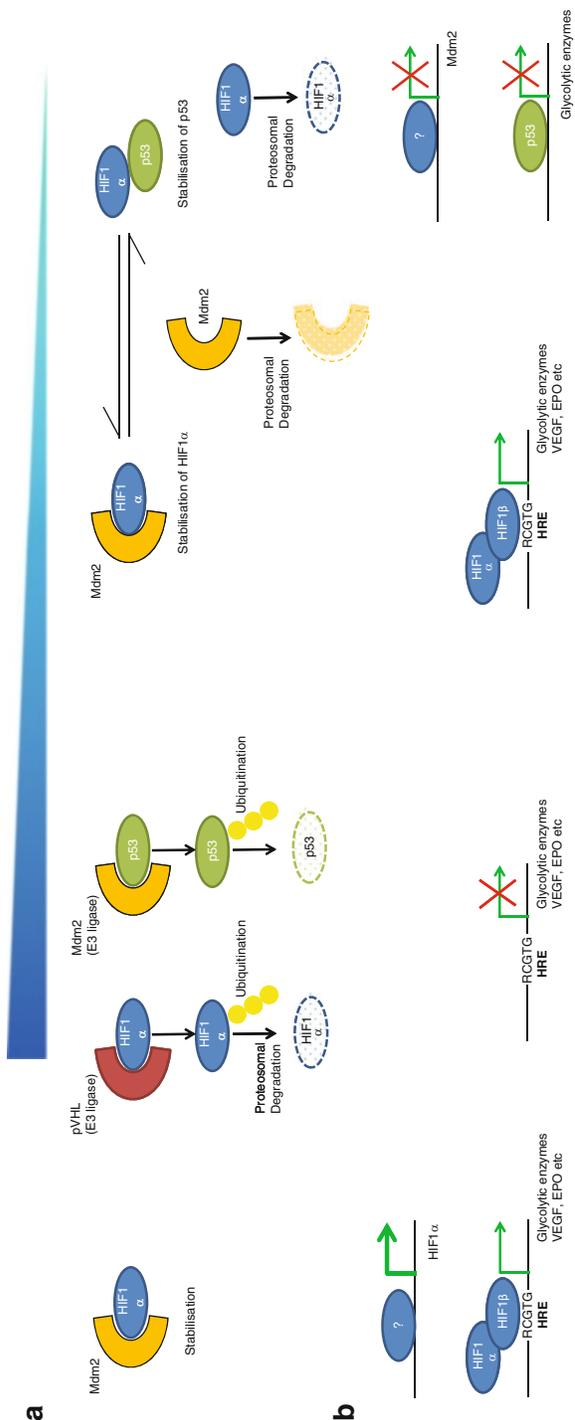 a
Mdm2
HIF1
α
Stabilisation
pVHL
(E3 ligase)
HIF1
α
HIF1
α
Ubiquitination
Proteosomal
Degradation
HIF1
α
Mdm2
(E3 ligase)
p53
p53
Ubiquitination
p53
Mdm2
HIF1
α
Stabilisation of HIF1α
Mdm2
Proteosomal
Degradation
HIF1
α
p53
Stabilisation of p53
HIF1
α
Proteosomal
Degradation
HIF1
α
b
?
HIF1α
HIF1
α
HIF1β
RCGTG
HRE
Glycolytic enzymes
VEGF, EPO etc
RCGTG
HRE
Glycolytic enzymes
VEGF, EPO etc
HIF1
α
HIF1β
RCGTG
HRE
Glycolytic enzymes
VEGF, EPO etc
?
Mdm2
p53
Glycolytic enzymes